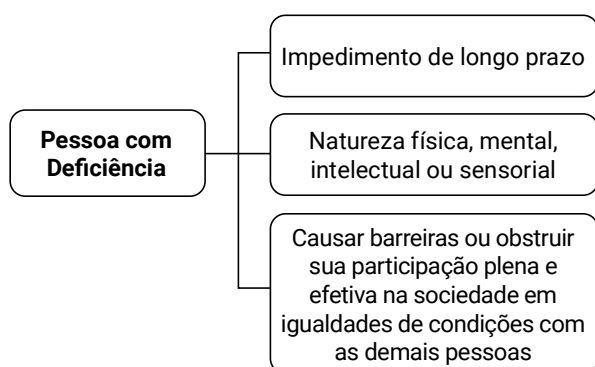 Impedimento de longo prazo
Pessoa com
Deficiência
Natureza física, mental,
intelectual ou sensorial
Causar barreiras ou obstruir
sua participação plena e
efetiva na sociedade em
igualdades de condições com
as demais pessoas